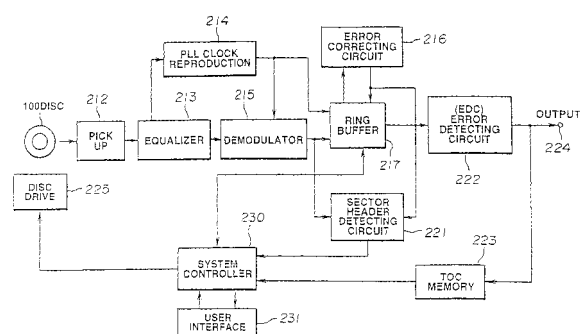 214
PLL CLOCK
REPRODUCTION
ERROR
CORRECTING
CIRCUIT
216
100DISC
212
PICK
UP
213
EQUALIZER
215
DEMODULATOR
RING
BUFFER
217
(EDC)
ERROR
DETECTING
CIRCUIT
222
OUTPUT
224
DISC
DRIVE
225
SECTOR
HEADER
DETECTING
CIRCUIT
221
230
SYSTEM
CONTROLLER
223
TOC
MEMORY
USER
INTERFACE
231